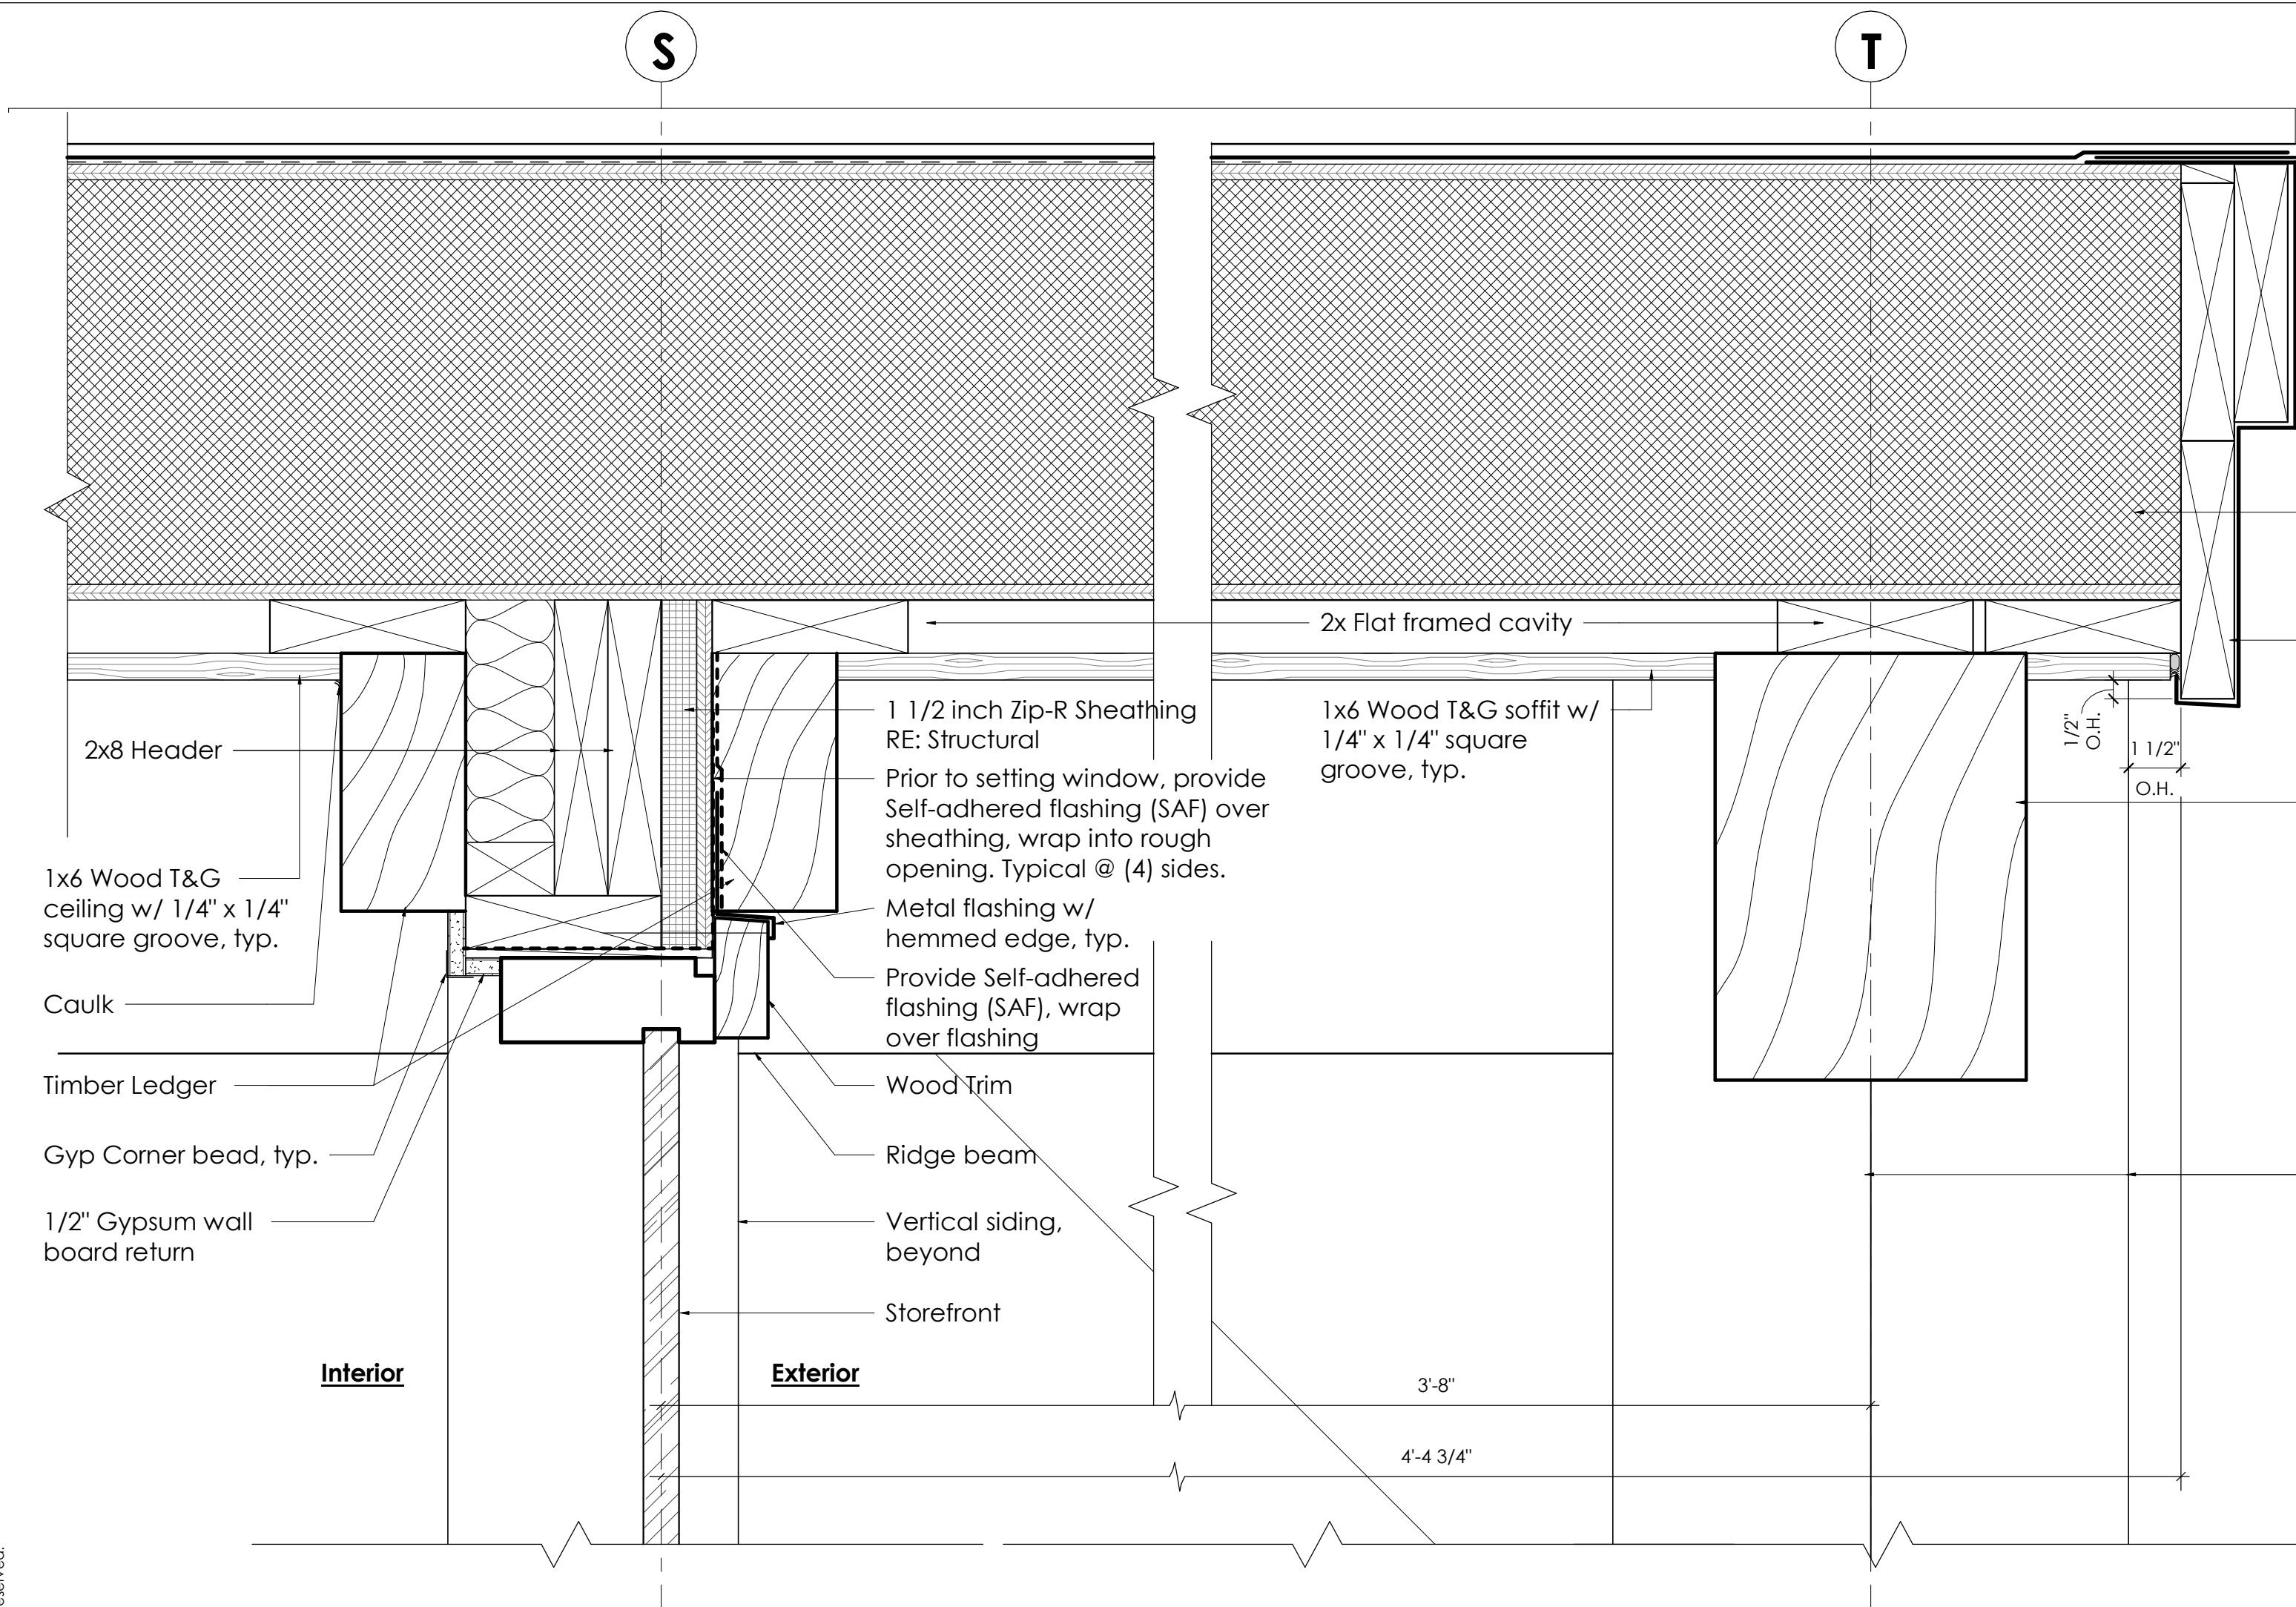 S
T
2x Flat framed cavity
1 1/2 inch Zip-R Sheathing
RE: Structural
1x6 Wood T&G soffit w/
1/4" x 1/4" square
groove, typ.
1/2"
O.H.
1 1/2"
O.H.
2x8 Header
Prior to setting window, provide
Self-adhered flashing (SAF) over
sheathing, wrap into rough
opening. Typical @ (4) sides.
1x6 Wood T&G
ceiling w/ 1/4" x 1/4"
square groove, typ.
Metal flashing w/
hemmed edge, typ.
Caulk
Provide Self-adhered
flashing (SAF), wrap
over flashing
Timber Ledger
Wood Trim
Gyp Corner bead, typ.
Ridge beam
1/2" Gypsum wall
board return
Vertical siding,
beyond
Storefront
Interior
Exterior
3'-8"
4'-4 3/4"